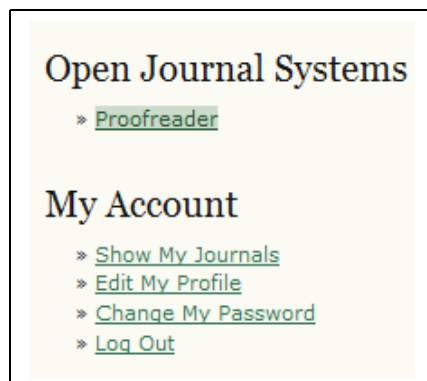 Open Journal Systems
» Proofreader
My Account
» Show My Journals
» Edit My Profile
» Change My Password
» Log Out